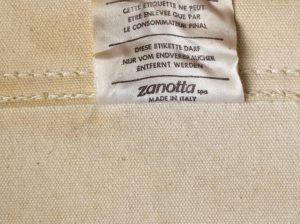 CETTE ETIQUETTE NE PEUT
ETRE ENLEVEE QUE PAR
LE CONSOMMATEUR FINAL
DIESE ETIKETTE DARF
NUR VOM ENDVERBRAUCHER
ENTFERNT WERDEN
zanotta spa
MADE IN ITALY